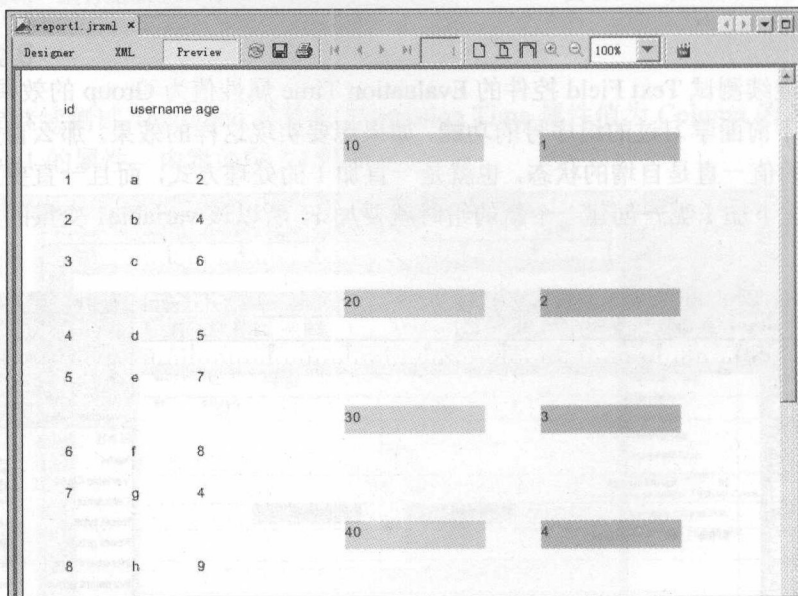 report1.jrxml ×
Designer XML Preview 1 100%
id username age
10 1
1 a 2
2 b 4
3 c 6
20 2
4 d 5
5 e 7
30 3
6 f 8
7 g 4
40 4
8 h 9